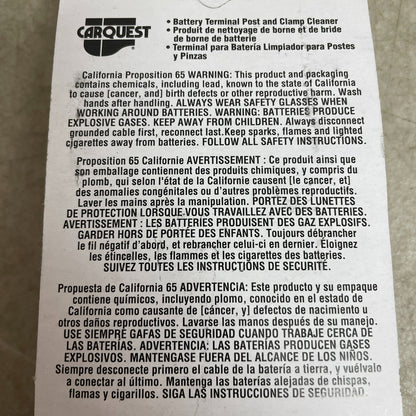 CARQUEST
• Battery Terminal Post and Clamp Cleaner
• Produit de nettoyage de borne et de bride
de borne de batterie
• Terminal para Batería Limpiador para Postes
y Pinzas
California Proposition 65 WARNING: This product and packaging
contains chemicals, including lead, known to the state of California
to cause [cancer, and] birth defects or other reproductive harm. Wash
hands after handling. ALWAYS WEAR SAFETY GLASSES WHEN
WORKING AROUND BATTERIES. WARNING: BATTERIES PRODUCE
EXPLOSIVE GASES. KEEP AWAY FROM CHILDREN. Always disconnect
grounded cable first, reconnect last.Keep sparks, flames and lighted
cigarettes away from batteries. FOLLOW ALL SAFETY INSTRUCTIONS.
Proposition 65 Californie AVERTISSEMENT : Ce produit ainsi que
son emballage contiennent des produits chimiques, y compris du
plomb, qui selon l'état de la Californie causent [le cancer, et]
des anomalies congénitales ou d'autres problèmes reproductifs.
Laver les mains après la manipulation. PORTEZ DES LUNETTES
DE PROTECTION LORSQUE VOUS TRAVAILLEZ AVEC DES BATTERIES.
AVERTISSEMENT : LES BATTERIES PRODUISENT DES GAZ EXPLOSIFS.
GARDER HORS DE PORTÉE DES ENFANTS. Toujours débrancher
le fil négatif d'abord, et rebrancher celui-ci en dernier. Éloignez
les étincelles, les flammes et les cigarettes des batteries.
SUIVEZ TOUTES LES INSTRUCTIONS DE SECURITÉ.
Propuesta de California 65 ADVERTENCIA: Este producto y su empaque
contiene químicos, incluyendo plomo, conocido en el estado de
California como causante de [cáncer, y] defectos de nacimiento u
otros daños reproductivos. Lavarse las manos después de su manejo.
USE SIEMPRE GAFAS DE SEGURIDAD CUANDO TRABAJE CERCA DE
LAS BATERÍAS. ADVERTENCIA: LAS BATERÍAS PRODUCEN GASES
EXPLOSIVOS. MANTENGASE FUERA DEL ALCANCE DE LOS NIÑOS.
Siempre desconecte primero el cable de la batería a tierra, y vuélvalo
a conectar al último. Mantenga las baterías alejadas de chispas,
flamas y cigarillos. SIGA LAS INSTRUCCIONES DE SEGURIDAD.